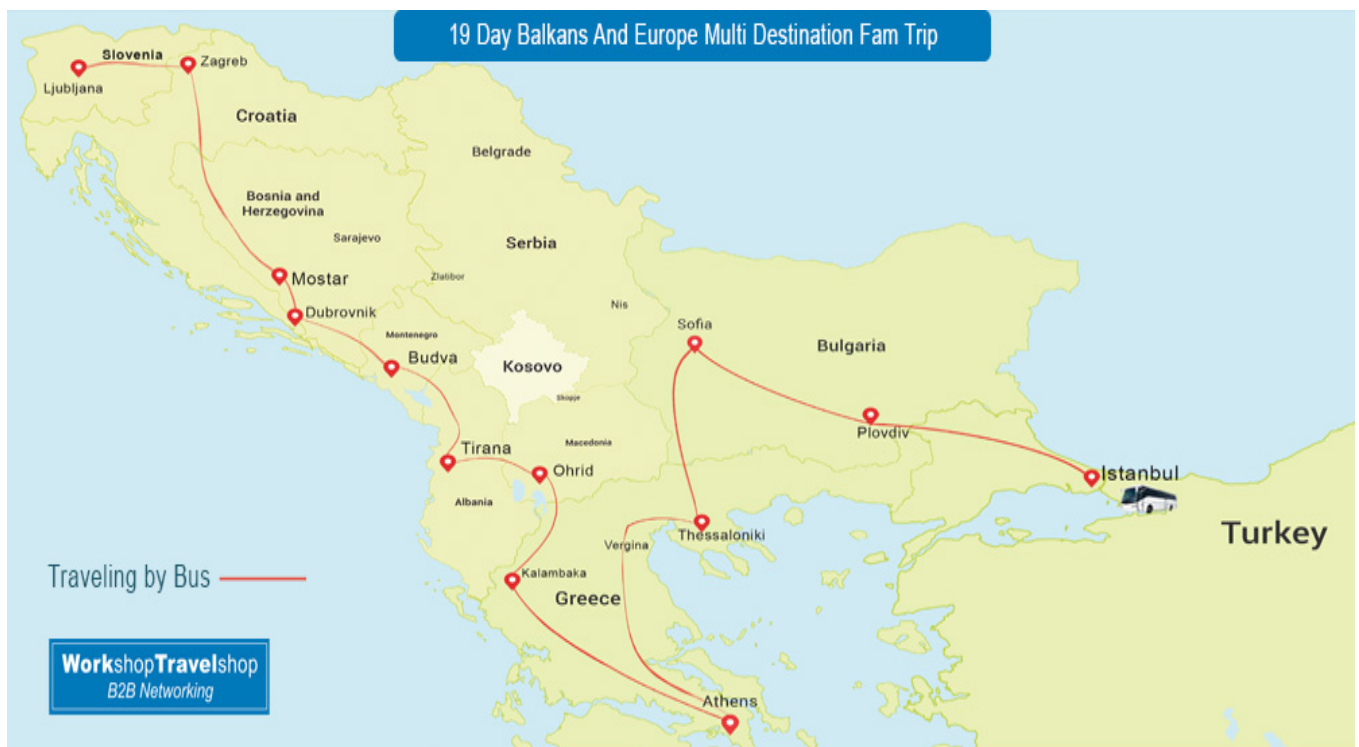 19 Day Balkans And Europe Multi Destination Fam Trip
Slovenia
Zagreb
Ljubljana
Croatia
Belgrade
Bosnia and
Herzegovina
Sarajevo
Serbia
Mostar
Zlatibor
Dubrovnik
Nis
Montenegro
Sofia
Budva
Kosovo
Bulgaria
Skopje
Plovdiv
Macedonia
Tirana
Ohrid
Istanbul
Albania
Turkey
Thessaloniki
Vergina
Kalambaka
Greece
Traveling by Bus
WorkshopTravelshop
B2B Networking
Athens